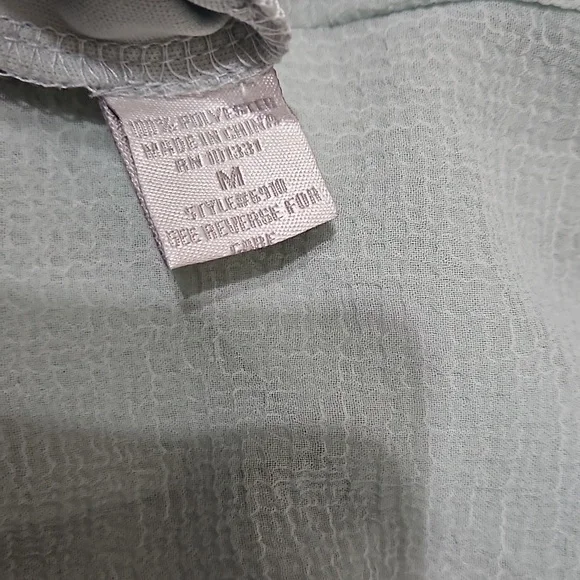 100% POLYESTER
MADE IN CHINA
RN 101331
M
STYLE#6910
SEE REVERSE FOR
CARE